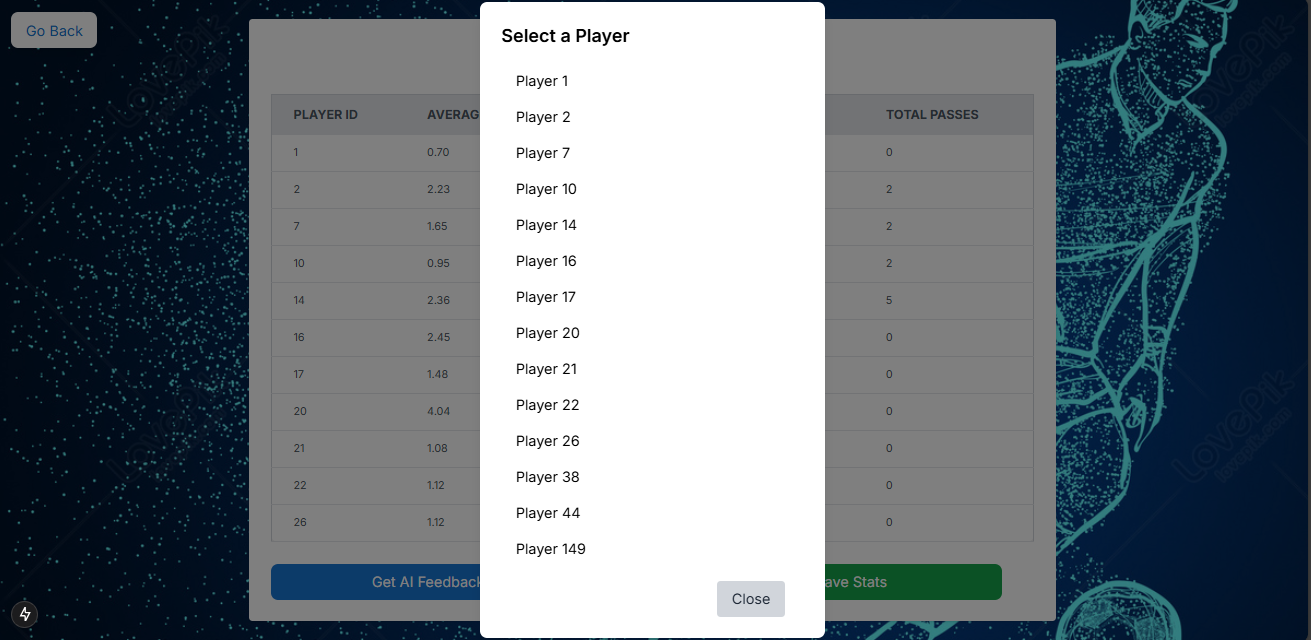 Go Back
Select a Player
Player 1
Player 2
Player 7
Player 10
Player 14
Player 16
Player 17
Player 20
Player 21
Player 22
Player 26
Player 38
Player 44
Player 149
Close
PLAYER ID AVERAG TOTAL PASSES
1 0.70 0
2 2.23 2
7 1.65 2
10 0.95 2
14 2.36 5
16 2.45 0
17 1.48 0
20 4.04 0
21 1.08 0
22 1.12 0
26 1.12 0
Get AI Feedback ave Stats
LovePik
LovePik
LovePik
LovePik